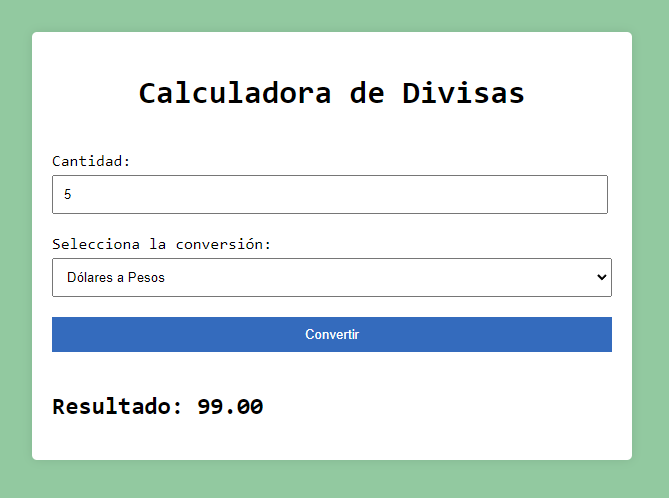 Calculadora de Divisas
Cantidad:
5
Selecciona la conversión:
Dólares a Pesos
Convertir
Resultado: 99.00